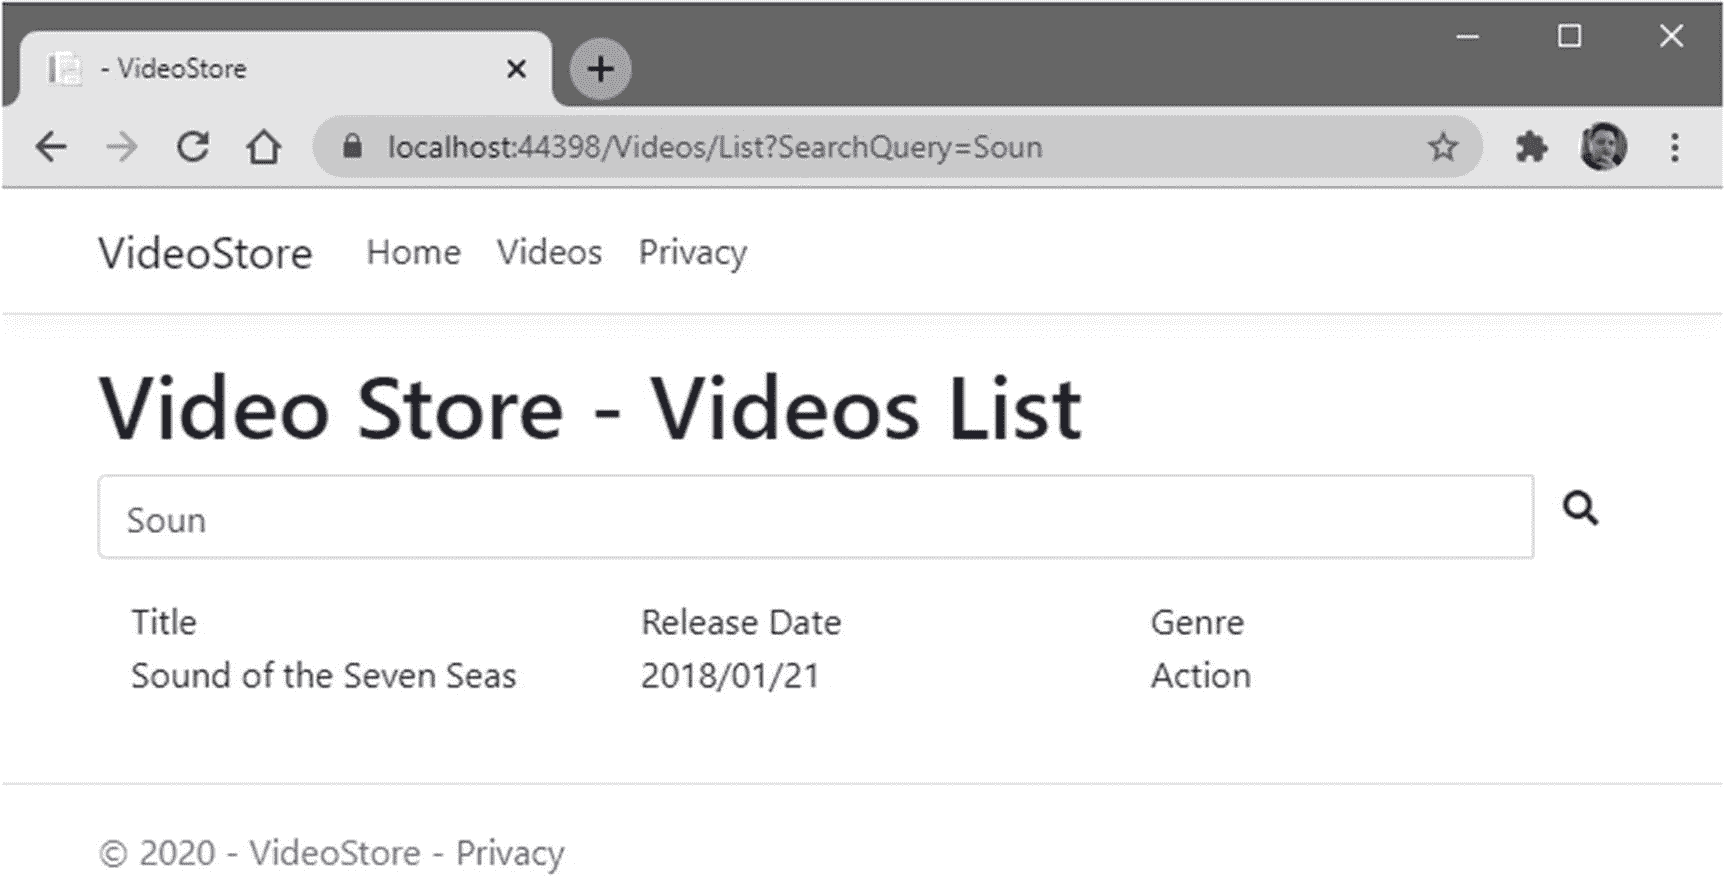 - VideoStore
localhost:44398/Videos/List?SearchQuery=Soun
VideoStore Home Videos Privacy
Video Store - Videos List
Soun
Title Release Date Genre
Sound of the Seven Seas 2018/01/21 Action
© 2020 - VideoStore - Privacy